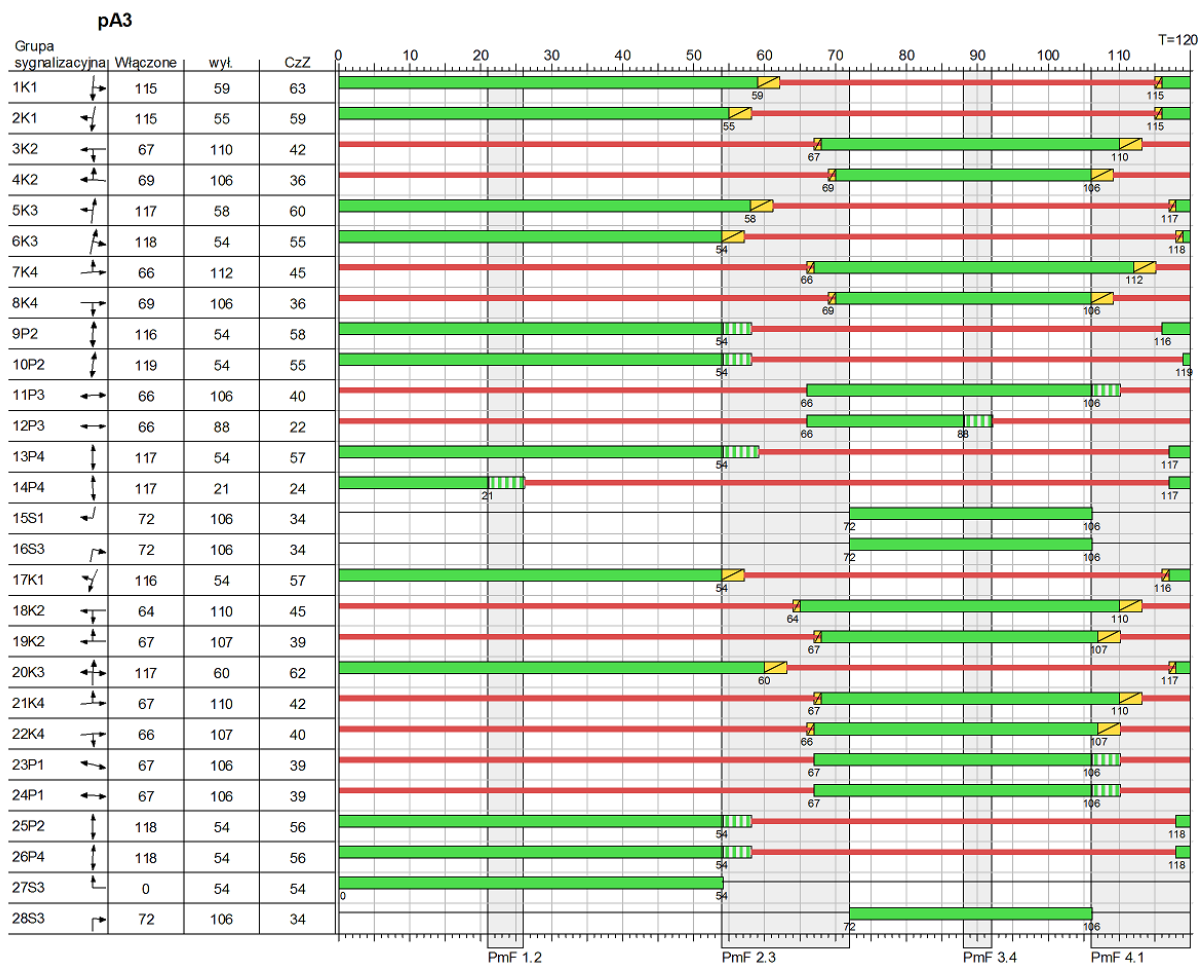 pA3
Grupa
T=120
sygnalizacyjna Włączone wył. CzZ 0 10 20 30 40 50 60 70 80 90 100 110
1K1 115 59 63 59 115
2K1 115 55 59 55 115
3K2 67 110 42 67 110
4K2 69 106 36 69 106
5K3 117 58 60 58 117
6K3 118 54 55 54 118
7K4 66 112 45 66 112
8K4 69 106 36 69 106
9P2 116 54 58 54 116
10P2 119 54 55 54 119
11P3 66 106 40 66 106
12P3 66 88 22 66 88
13P4 117 54 57 54 117
14P4 117 21 24 21 117
15S1 72 106 34 72 106
16S3 72 106 34 72 106
17K1 116 54 57 54 116
18K2 64 110 45 64 110
19K2 67 107 39 67 107
20K3 117 60 62 60 117
21K4 67 110 42 67 110
22K4 66 107 40 66 107
23P1 67 106 39 67 106
24P1 67 106 39 67 106
25P2 118 54 56 54 118
26P4 118 54 56 54 118
27S3 0 54 54 0 54
28S3 72 106 34 72 106
PmF 1.2 PmF 2.3 PmF 3.4 PmF 4.1